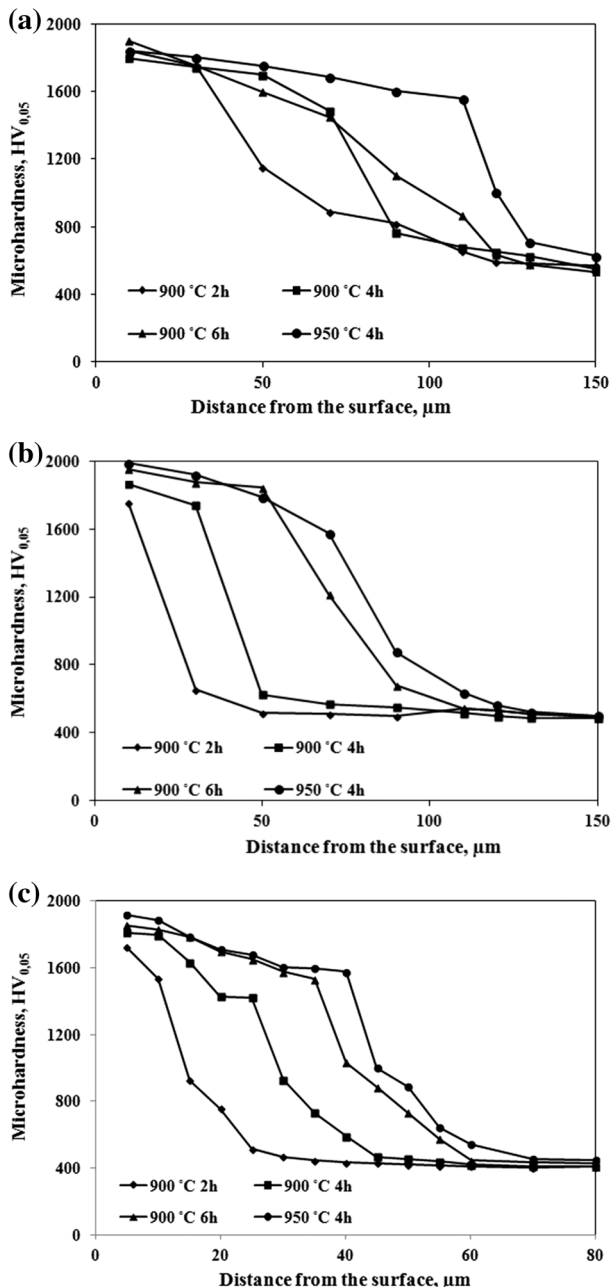 (a)
2000
1600
1200
800
400
0
Microhardness, HV0,05
900 ˚C 2h
900 ˚C 4h
900 ˚C 6h
950 ˚C 4h
0 50 100 150
Distance from the surface, µm
(b)
2000
1600
1200
800
400
0
Microhardness, HV0,05
900 ˚C 2h
900 ˚C 4h
900 ˚C 6h
950 ˚C 4h
0 50 100 150
Distance from the surface, µm
(c)
2000
1600
1200
800
400
0
Microhardness, HV0,05
900 ˚C 2h
900 ˚C 4h
900 ˚C 6h
950 ˚C 4h
0 20 40 60 80
Distance from the surface, µm